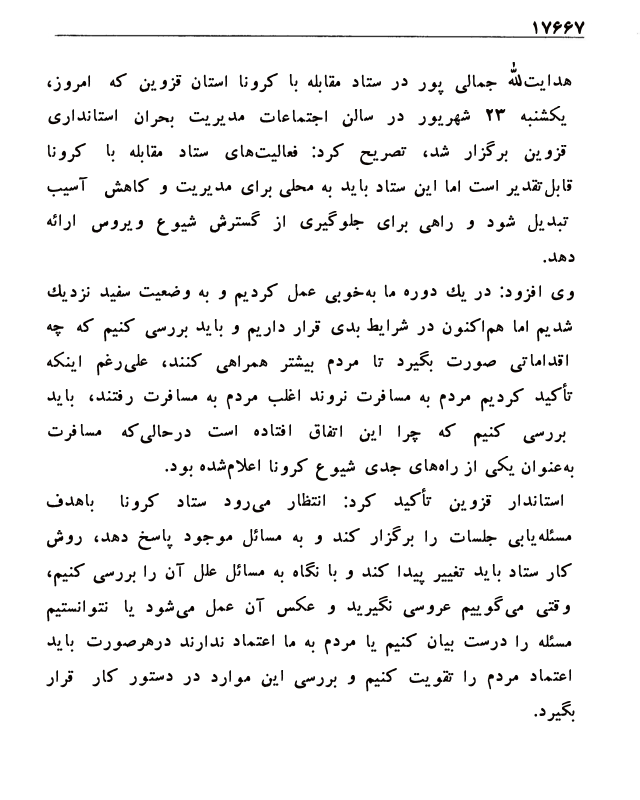 ۱۷۶۶۷
هدایت‌الله جمالی پور در ستاد مقابله با کرونا استان قزوین که امروز،
یکشنبه ۲۳ شهریور در سالن اجتماعات مدیریت بحران استانداری
قزوین برگزار شد، تصریح کرد: فعالیت‌های ستاد مقابله با کرونا
قابل‌تقدیر است اما این ستاد باید به محلی برای مدیریت و کاهش آسیب
تبدیل شود و راهی برای جلوگیری از گسترش شیوع ویروس ارائه
دهد.
وی افزود: در یك دوره ما به‌خوبی عمل کردیم و به وضعیت سفید نزدیك
شدیم اما هم‌اکنون در شرایط بدی قرار داریم و باید بررسی کنیم که چه
اقداماتی صورت بگیرد تا مردم بیشتر همراهی کنند، علی‌رغم اینکه
تأکید کردیم مردم به مسافرت نروند اغلب مردم به مسافرت رفتند، باید
بررسی کنیم که چرا این اتفاق افتاده است درحالی‌که مسافرت
به‌عنوان یکی از راه‌های جدی شیوع کرونا اعلام‌شده بود.
استاندار قزوین تأکید کرد: انتظار می‌رود ستاد کرونا باهدف
مسئله‌یابی جلسات را برگزار کند و به مسائل موجود پاسخ دهد، روش
کار ستاد باید تغییر پیدا کند و با نگاه به مسائل علل آن را بررسی کنیم،
وقتی می‌گوییم عروسی نگیرید و عکس آن عمل می‌شود یا نتوانستیم
مسئله را درست بیان کنیم یا مردم به ما اعتماد ندارند درهرصورت باید
اعتماد مردم را تقویت کنیم و بررسی این موارد در دستور کار قرار
بگیرد.